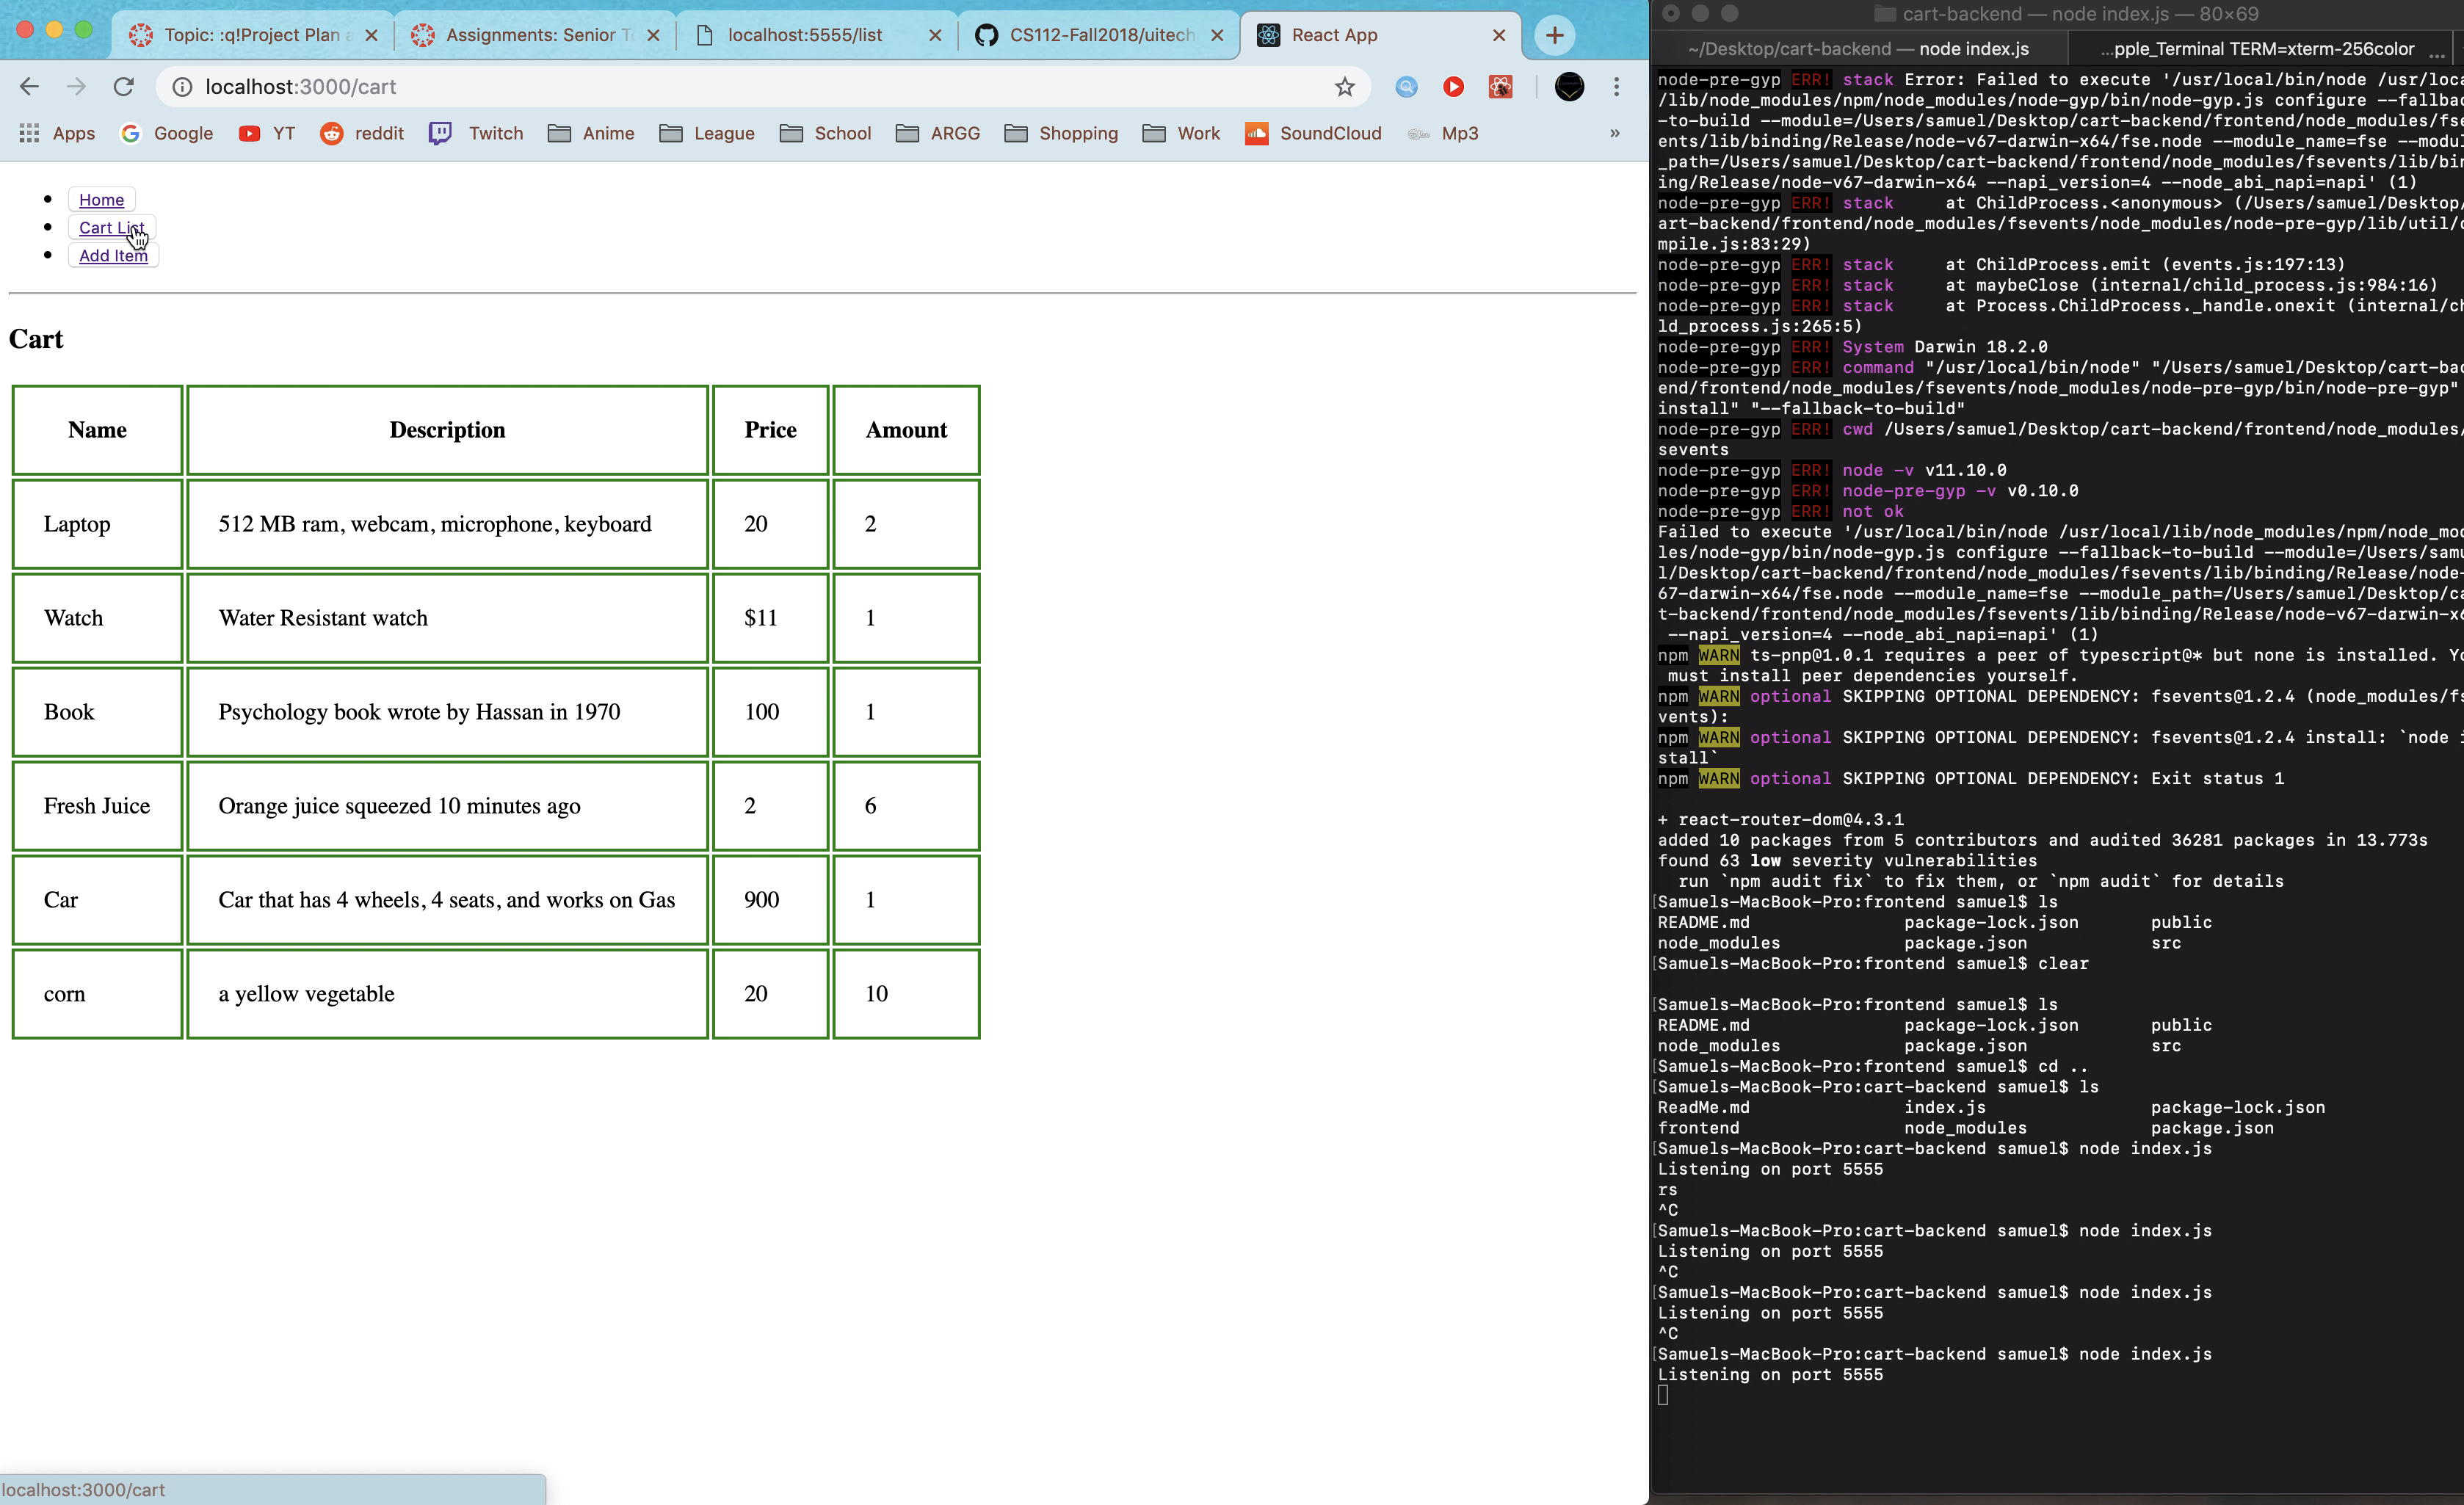 Topic: :q!Project Plan a
Assignments: Senior Te
localhost:5555/list
CS112-Fall2018/uitech
React App
localhost:3000/cart
Apps Google YT reddit Twitch Anime League School ARGG Shopping Work SoundCloud Mp3 »
Home
Cart List
Add Item
Cart
Name Description Price Amount
Laptop 512 MB ram, webcam, microphone, keyboard 20 2
Watch Water Resistant watch $11 1
Book Psychology book wrote by Hassan in 1970 100 1
Fresh Juice Orange juice squeezed 10 minutes ago 2 6
Car Car that has 4 wheels, 4 seats, and works on Gas 900 1
corn a yellow vegetable 20 10
localhost:3000/cart
cart-backend — node index.js — 80×69
~/Desktop/cart-backend — node index.js
...pple_Terminal TERM=xterm-256color ...
node-pre-gyp ERR! stack Error: Failed to execute '/usr/local/bin/node /usr/loca
/lib/node_modules/npm/node_modules/node-gyp/bin/node-gyp.js configure --fallbac
-to-build --module=/Users/samuel/Desktop/cart-backend/frontend/node_modules/fse
ents/lib/binding/Release/node-v67-darwin-x64/fse.node --module_name=fse --modul
_path=/Users/samuel/Desktop/cart-backend/frontend/node_modules/fsevents/lib/bin
ing/Release/node-v67-darwin-x64 --napi_version=4 --node_abi_napi=napi' (1)
node-pre-gyp ERR! stack     at ChildProcess.<anonymous> (/Users/samuel/Desktop/
art-backend/frontend/node_modules/fsevents/node_modules/node-pre-gyp/lib/util/c
mpile.js:83:29)
node-pre-gyp ERR! stack     at ChildProcess.emit (events.js:197:13)
node-pre-gyp ERR! stack     at maybeClose (internal/child_process.js:984:16)
node-pre-gyp ERR! stack     at Process.ChildProcess._handle.onexit (internal/ch
ld_process.js:265:5)
node-pre-gyp ERR! System Darwin 18.2.0
node-pre-gyp ERR! command "/usr/local/bin/node" "/Users/samuel/Desktop/cart-bac
end/frontend/node_modules/fsevents/node_modules/node-pre-gyp/bin/node-pre-gyp"
install" "--fallback-to-build"
node-pre-gyp ERR! cwd /Users/samuel/Desktop/cart-backend/frontend/node_modules/
sevents
node-pre-gyp ERR! node -v v11.10.0
node-pre-gyp ERR! node-pre-gyp -v v0.10.0
node-pre-gyp ERR! not ok
Failed to execute '/usr/local/bin/node /usr/local/lib/node_modules/npm/node_mod
les/node-gyp/bin/node-gyp.js configure --fallback-to-build --module=/Users/samu
l/Desktop/cart-backend/frontend/node_modules/fsevents/lib/binding/Release/node-
67-darwin-x64/fse.node --module_name=fse --module_path=/Users/samuel/Desktop/ca
t-backend/frontend/node_modules/fsevents/lib/binding/Release/node-v67-darwin-x6
 --napi_version=4 --node_abi_napi=napi' (1)
npm WARN ts-pnp@1.0.1 requires a peer of typescript@* but none is installed. Yo
 must install peer dependencies yourself.
npm WARN optional SKIPPING OPTIONAL DEPENDENCY: fsevents@1.2.4 (node_modules/fs
vents):
npm WARN optional SKIPPING OPTIONAL DEPENDENCY: fsevents@1.2.4 install: `node i
stall`
npm WARN optional SKIPPING OPTIONAL DEPENDENCY: Exit status 1
+ react-router-dom@4.3.1
added 10 packages from 5 contributors and audited 36281 packages in 13.773s
found 63 low severity vulnerabilities
  run `npm audit fix` to fix them, or `npm audit` for details
[Samuels-MacBook-Pro:frontend samuel$ ls
README.md package-lock.json public
node_modules package.json src
[Samuels-MacBook-Pro:frontend samuel$ clear
[Samuels-MacBook-Pro:frontend samuel$ ls
README.md package-lock.json public
node_modules package.json src
[Samuels-MacBook-Pro:frontend samuel$ cd ..
[Samuels-MacBook-Pro:cart-backend samuel$ ls
ReadMe.md index.js package-lock.json
frontend node_modules package.json
[Samuels-MacBook-Pro:cart-backend samuel$ node index.js
Listening on port 5555
rs
^C
[Samuels-MacBook-Pro:cart-backend samuel$ node index.js
Listening on port 5555
^C
[Samuels-MacBook-Pro:cart-backend samuel$ node index.js
Listening on port 5555
^C
[Samuels-MacBook-Pro:cart-backend samuel$ node index.js
Listening on port 5555